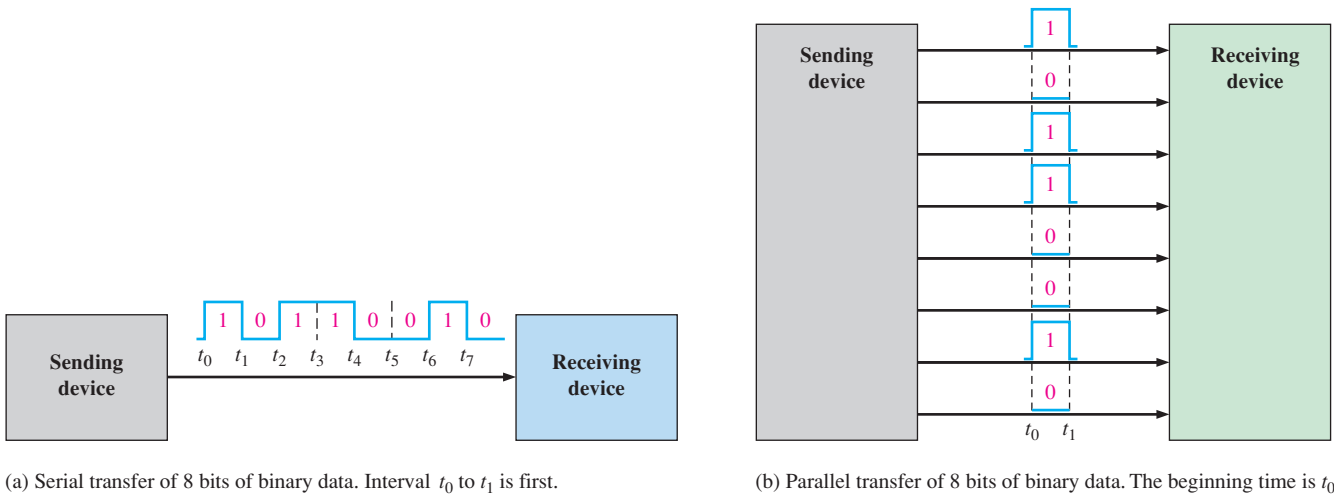 Sending
device
1 0 1 1 0 0 1 0
t0 t1 t2 t3 t4 t5 t6 t7
Receiving
device
(a) Serial transfer of 8 bits of binary data. Interval t0 to t1 is first.
Sending
device
1
0
1
1
0
0
1
0
t0 t1
Receiving
device
(b) Parallel transfer of 8 bits of binary data. The beginning time is t0